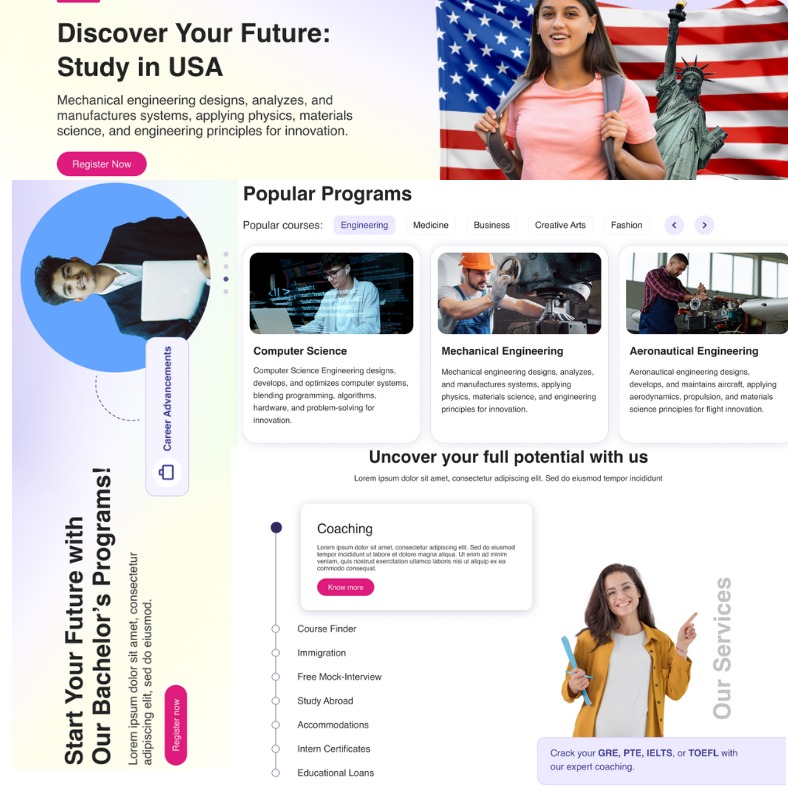 Discover Your Future:
Study in USA
Mechanical engineering designs, analyzes, and
manufactures systems, applying physics, materials
science, and engineering principles for innovation.
Register Now
Career Advancements
Start Your Future with
Our Bachelor's Programs!
Lorem ipsum dolor sit amet, consectetur
adipiscing elit, sed do eiusmod.
Register now
Popular Programs
Popular courses:
Engineering
Medicine
Business
Creative Arts
Fashion
Computer Science
Computer Science Engineering designs,
develops, and optimizes computer systems,
blending programming, algorithms,
hardware, and problem-solving for
innovation.
Mechanical Engineering
Mechanical engineering designs, analyzes,
and manufactures systems, applying
physics, materials science, and engineering
principles for innovation.
Aeronautical Engineering
Aeronautical engineering designs,
develops, and maintains aircraft, applying
aerodynamics, propulsion, and materials
science principles for flight innovation.
Uncover your full potential with us
Lorem ipsum dolor sit amet, consectetur adipiscing elit. Sed do eiusmod tempor incididunt
Coaching
Lorem ipsum dolor sit amet, consectetur adipiscing elit. Sed do eiusmod
tempor incididunt ut labore et dolore magna aliqua. Ut enim ad minim
veniam, quis nostrud exercitation ullamco laboris nisi ut aliquip ex ea
commodo consequat.
Know more
Course Finder
Immigration
Free Mock-Interview
Study Abroad
Accommodations
Intern Certificates
Educational Loans
Our Services
Crack your GRE, PTE, IELTS, or TOEFL with
our expert coaching.